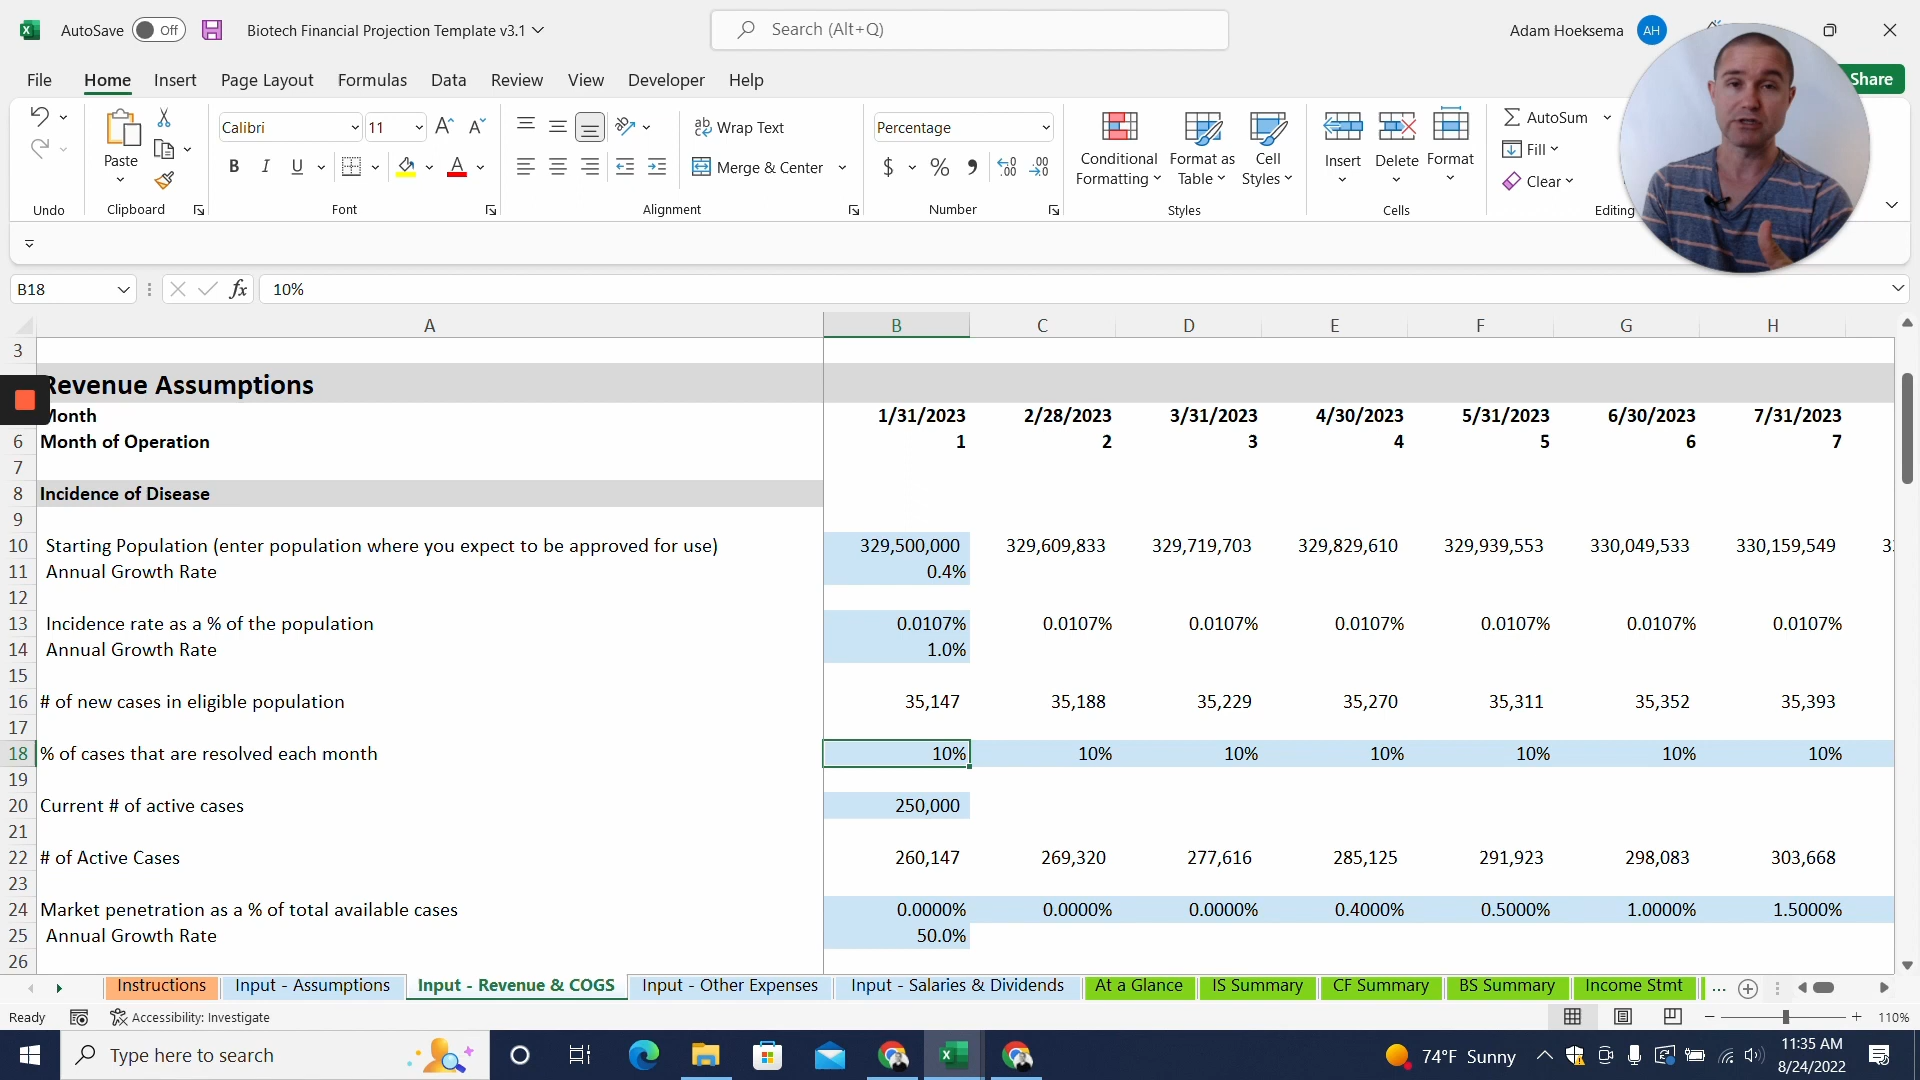 AutoSave Off Biotech Financial Projection Template v3.1 Search (Alt+Q) Adam Hoeksema AH
File Home Insert Page Layout Formulas Data Review View Developer Help Share
Paste Calibri 11 B I U A Wrap Text Merge & Center Percentage $ % Conditional Formatting Format as Table Cell Styles Insert Delete Format AutoSum Fill Clear
Undo Clipboard Font Alignment Number Styles Cells Editing
B18 fx 10%
A B C D E F G H
3
Revenue Assumptions
Month 1/31/2023 2/28/2023 3/31/2023 4/30/2023 5/31/2023 6/30/2023 7/31/2023
6 Month of Operation 1 2 3 4 5 6 7
7
8 Incidence of Disease
9
10 Starting Population (enter population where you expect to be approved for use) 329,500,000 329,609,833 329,719,703 329,829,610 329,939,553 330,049,533 330,159,549
11 Annual Growth Rate 0.4%
12
13 Incidence rate as a % of the population 0.0107% 0.0107% 0.0107% 0.0107% 0.0107% 0.0107% 0.0107%
14 Annual Growth Rate 1.0%
15
16 # of new cases in eligible population 35,147 35,188 35,229 35,270 35,311 35,352 35,393
17
18 % of cases that are resolved each month 10% 10% 10% 10% 10% 10% 10%
19
20 Current # of active cases 250,000
21
22 # of Active Cases 260,147 269,320 277,616 285,125 291,923 298,083 303,668
23
24 Market penetration as a % of total available cases 0.0000% 0.0000% 0.0000% 0.4000% 0.5000% 1.0000% 1.5000%
25 Annual Growth Rate 50.0%
26
Instructions Input - Assumptions Input - Revenue & COGS Input - Other Expenses Input - Salaries & Dividends At a Glance IS Summary CF Summary BS Summary Income Stmt ...
Ready Accessibility: Investigate 110%
Type here to search 74°F Sunny 11:35 AM
8/24/2022